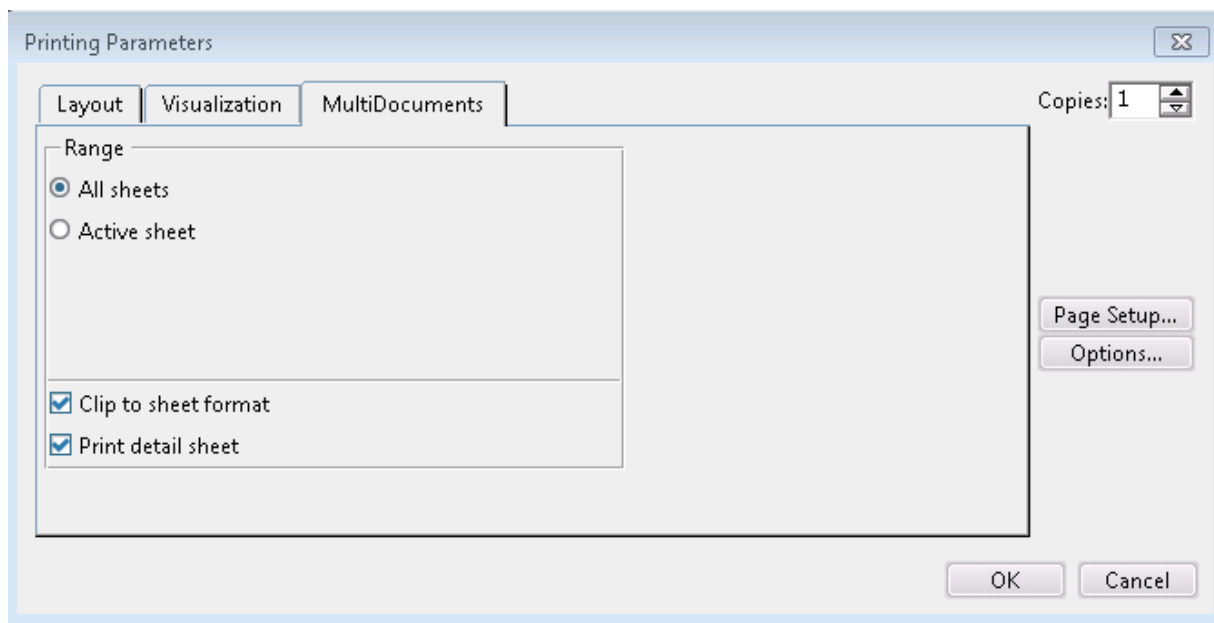 Printing Parameters
Layout Visualization MultiDocuments
Copies: 1
Range
All sheets
Active sheet
Page Setup...
Options...
Clip to sheet format
Print detail sheet
OK Cancel